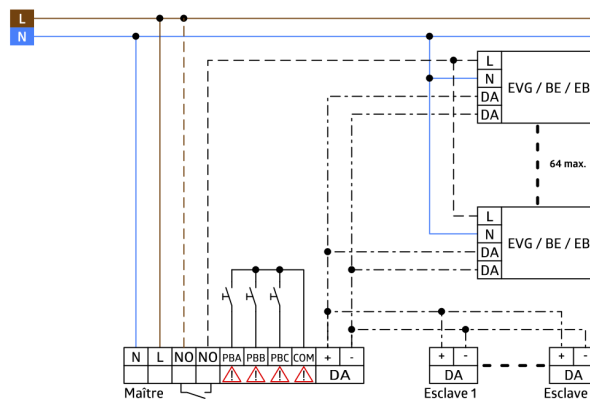 L
N
L
N
DA
DA
EVG / BE / EB
64 max.
L
N
DA
DA
EVG / BE / EB
N L NO NO PBA PBB PBC COM + -
DA
+ -
DA
+ -
DA
Maître
Esclave 1
Esclave